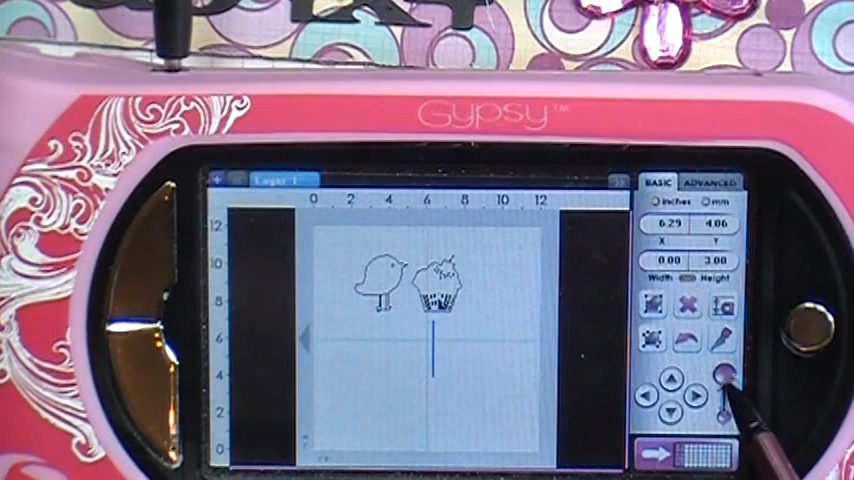 Gypsy™
Layer 1
BASIC ADVANCED
inches mm
0 2 4 6 8 10 12
6.29 4.06
X Y
0.00 3.00
Width Height
12
10
8
6
4
2
0